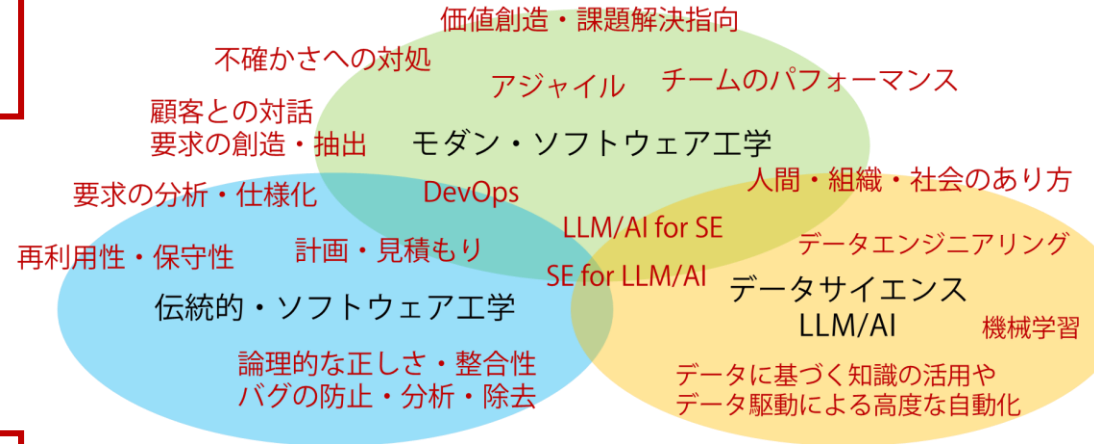 価値創造・課題解決指向
不確かさへの対処
アジャイル
チームのパフォーマンス
顧客との対話
要求の創造・抽出
モダン・ソフトウェア工学
人間・組織・社会のあり方
要求の分析・仕様化
DevOps
LLM/AI for SE
データエンジニアリング
再利用性・保守性
計画・見積もり
SE for LLM/AI
データサイエンス
LLM/AI
伝統的・ソフトウェア工学
機械学習
論理的な正しさ・整合性
バグの防止・分析・除去
データに基づく知識の活用や
データ駆動による高度な自動化